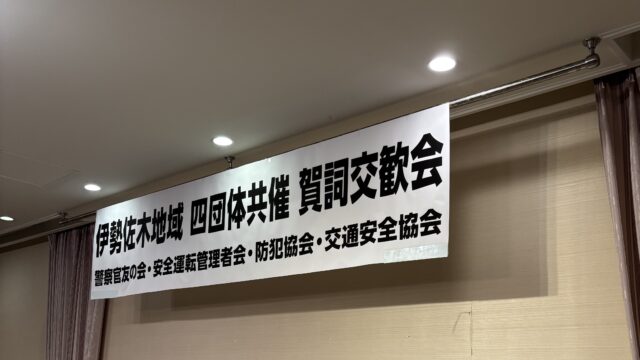 伊勢佐木地域 四団体共催 賀詞交歓会
警察官友の会・安全運転管理者会・防犯協会・交通安全協会